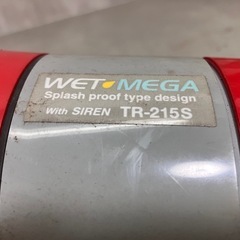 WET MEGA
Splash proof type design
With SIREN TR-215S